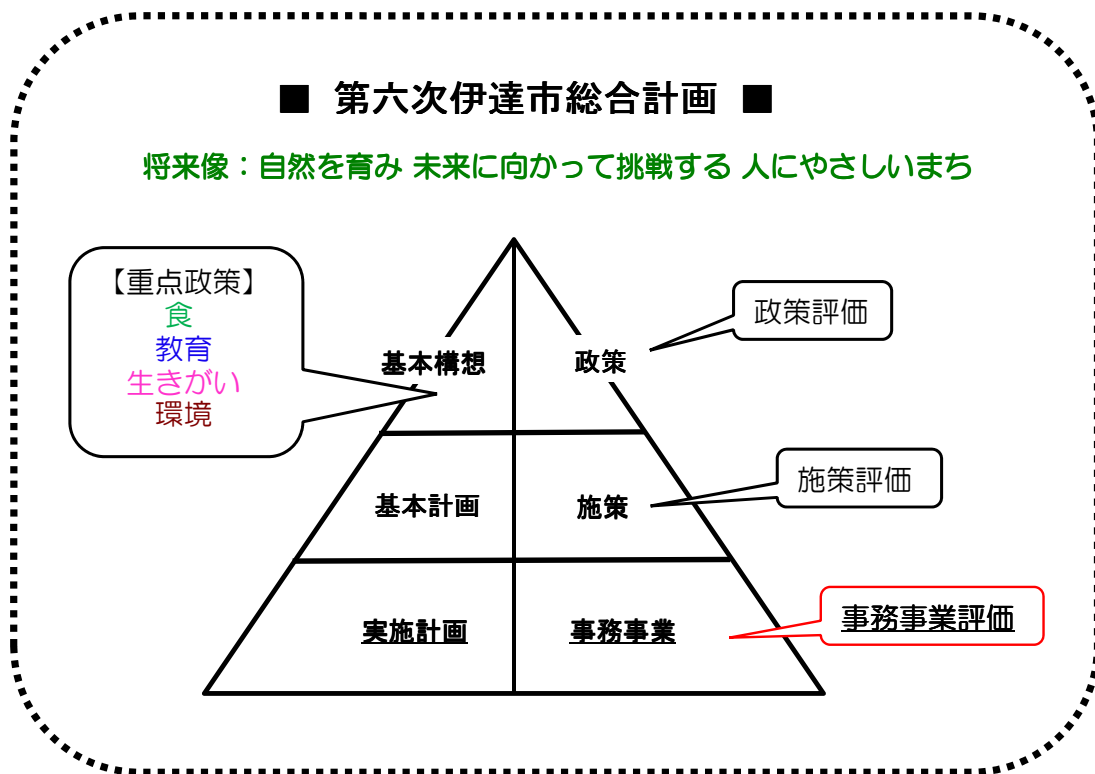 ■ 第六次伊達市総合計画 ■
将来像：自然を育み 未来に向かって挑戦する 人にやさしいまち
【重点政策】
食
教育
生きがい
環境
基本構想
政策
政策評価
基本計画
施策
施策評価
実施計画
事務事業
事務事業評価